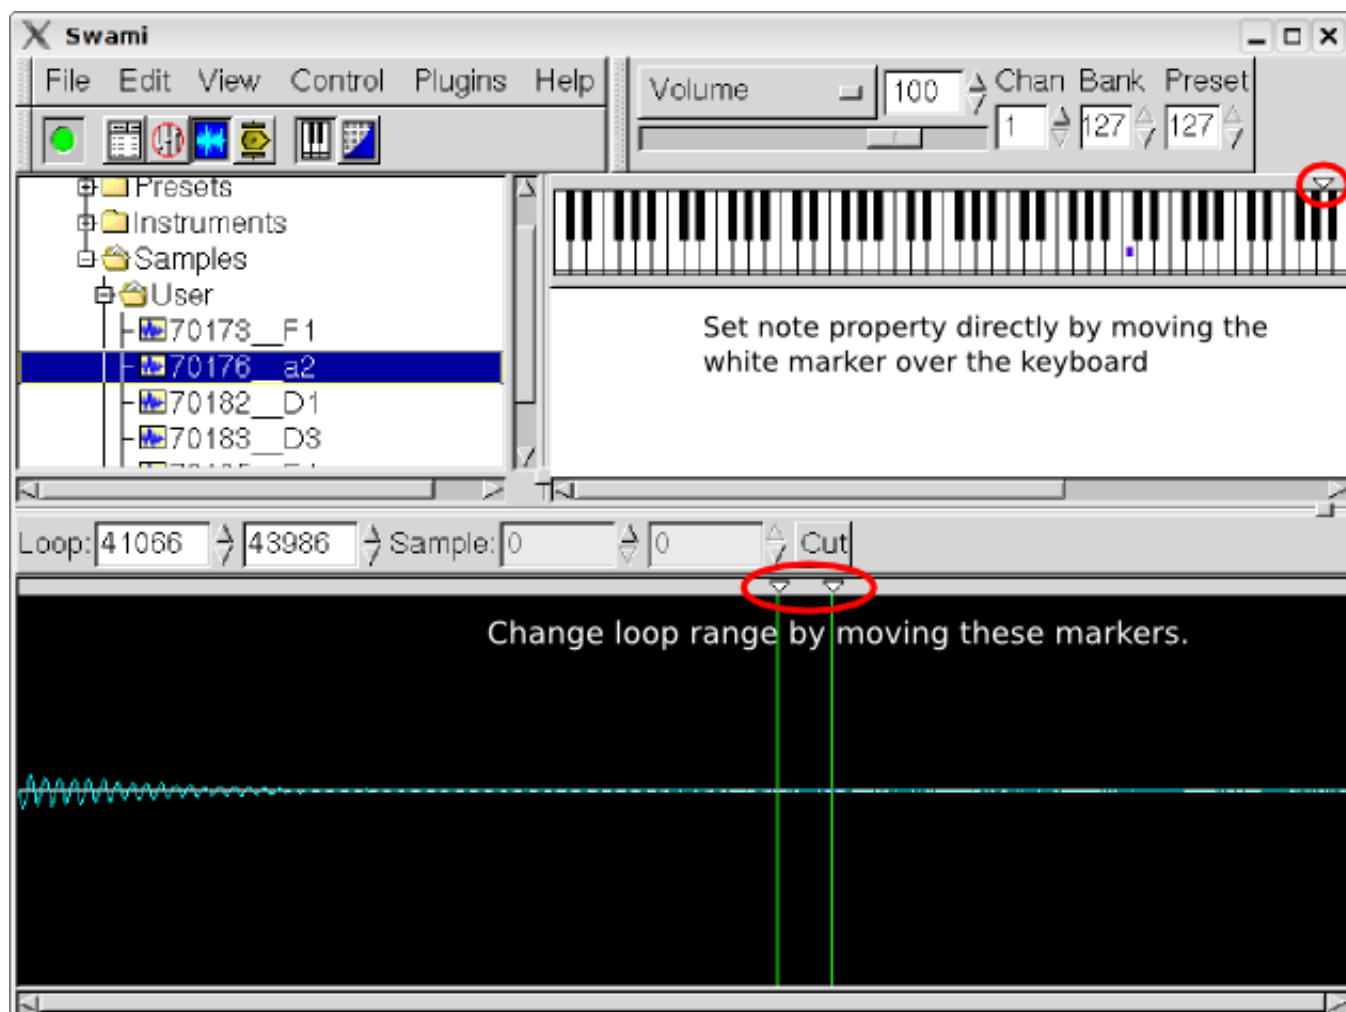 Swami
File Edit View Control Plugins Help
Volume 100 Chan Bank Preset
1 127 127
Presets
Instruments
Samples
User
70173__F1
70176__a2
70182__D1
70183__D3
Set note property directly by moving the
white marker over the keyboard
Loop: 41066 43986 Sample: 0 0 Cut
Change loop range by moving these markers.